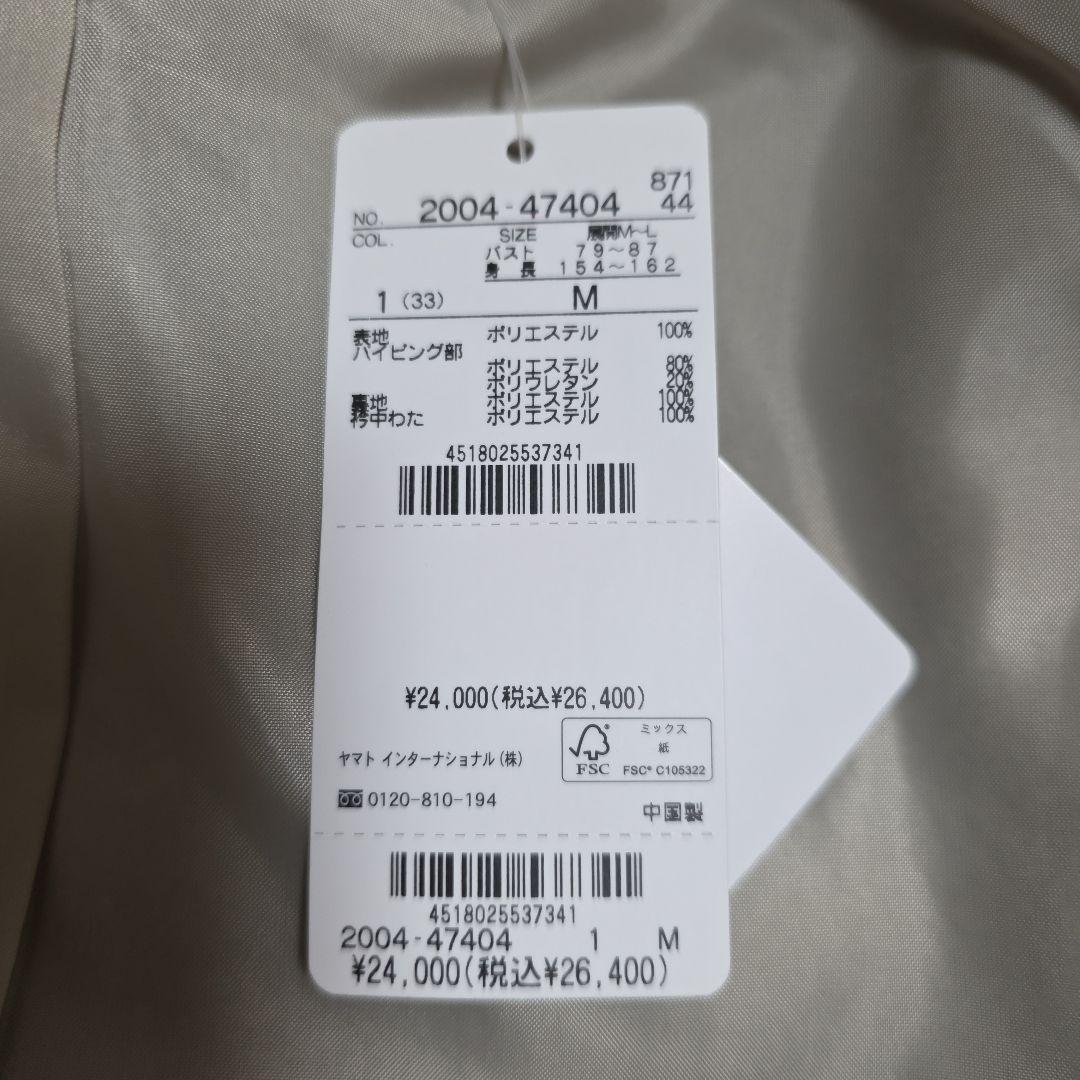 871
NO. 2004-47404 44
COL. SIZE 展開M～L
バスト 79～87
身長 154～162
1 (33) M
表地 ポリエステル 100%
パイピング部
ポリエステル 80%
ポリウレタン 20%
裏地 ポリエステル 100%
衿中わた ポリエステル 100%
4518025537341
¥24,000(税込¥26,400)
ミックス
紙
FSC® C105322
FSC
ヤマト インターナショナル(株)
0120-810-194
中国製
4518025537341
2004-47404 1 M
¥24,000(税込¥26,400)